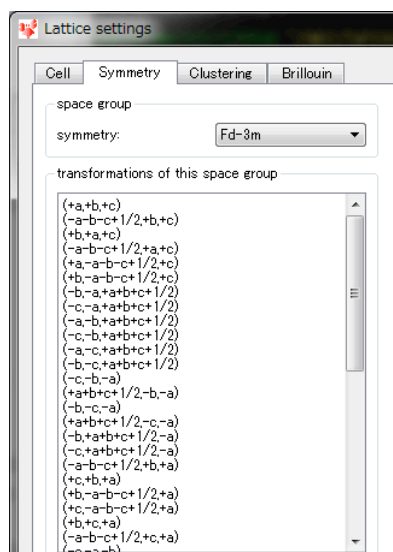 Lattice settings
Cell Symmetry Clustering Brillouin
space group
symmetry: Fd-3m
transformations of this space group
(+a,+b,+c)
(-a-b-c+1/2,+b,+c)
(+b,+a,+c)
(-a-b-c+1/2,+a,+c)
(+a,-a-b-c+1/2,+c)
(+b,-a-b-c+1/2,+c)
(-b,-a,+a+b+c+1/2)
(-c,-a,+a+b+c+1/2)
(-a,-b,+a+b+c+1/2)
(-c,-b,+a+b+c+1/2)
(-a,-c,+a+b+c+1/2)
(-b,-c,+a+b+c+1/2)
(-c,-b,-a)
(+a+b+c+1/2,-b,-a)
(-b,-c,-a)
(+a+b+c+1/2,-c,-a)
(-b,+a+b+c+1/2,-a)
(-c,+a+b+c+1/2,-a)
(-a-b-c+1/2,+b,+a)
(+c,+b,+a)
(+b,-a-b-c+1/2,+a)
(+c,-a-b-c+1/2,+a)
(+b,+c,+a)
(-a-b-c+1/2,+c,+a)